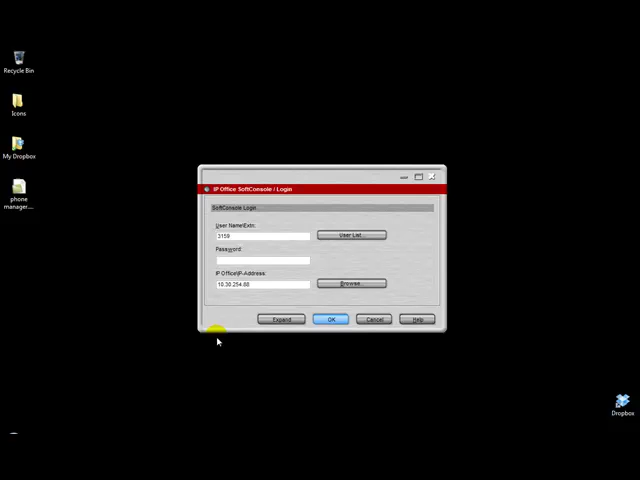 Recycle Bin
Icons
My Dropbox
phone
manager....
IP Office SoftConsole / Login
SoftConsole Login...
User Name\Extn:
3159
User List...
Password:
IP Office\IP-Address:
10.30.254.88
Browse...
Expand
OK
Cancel
Help
Dropbox